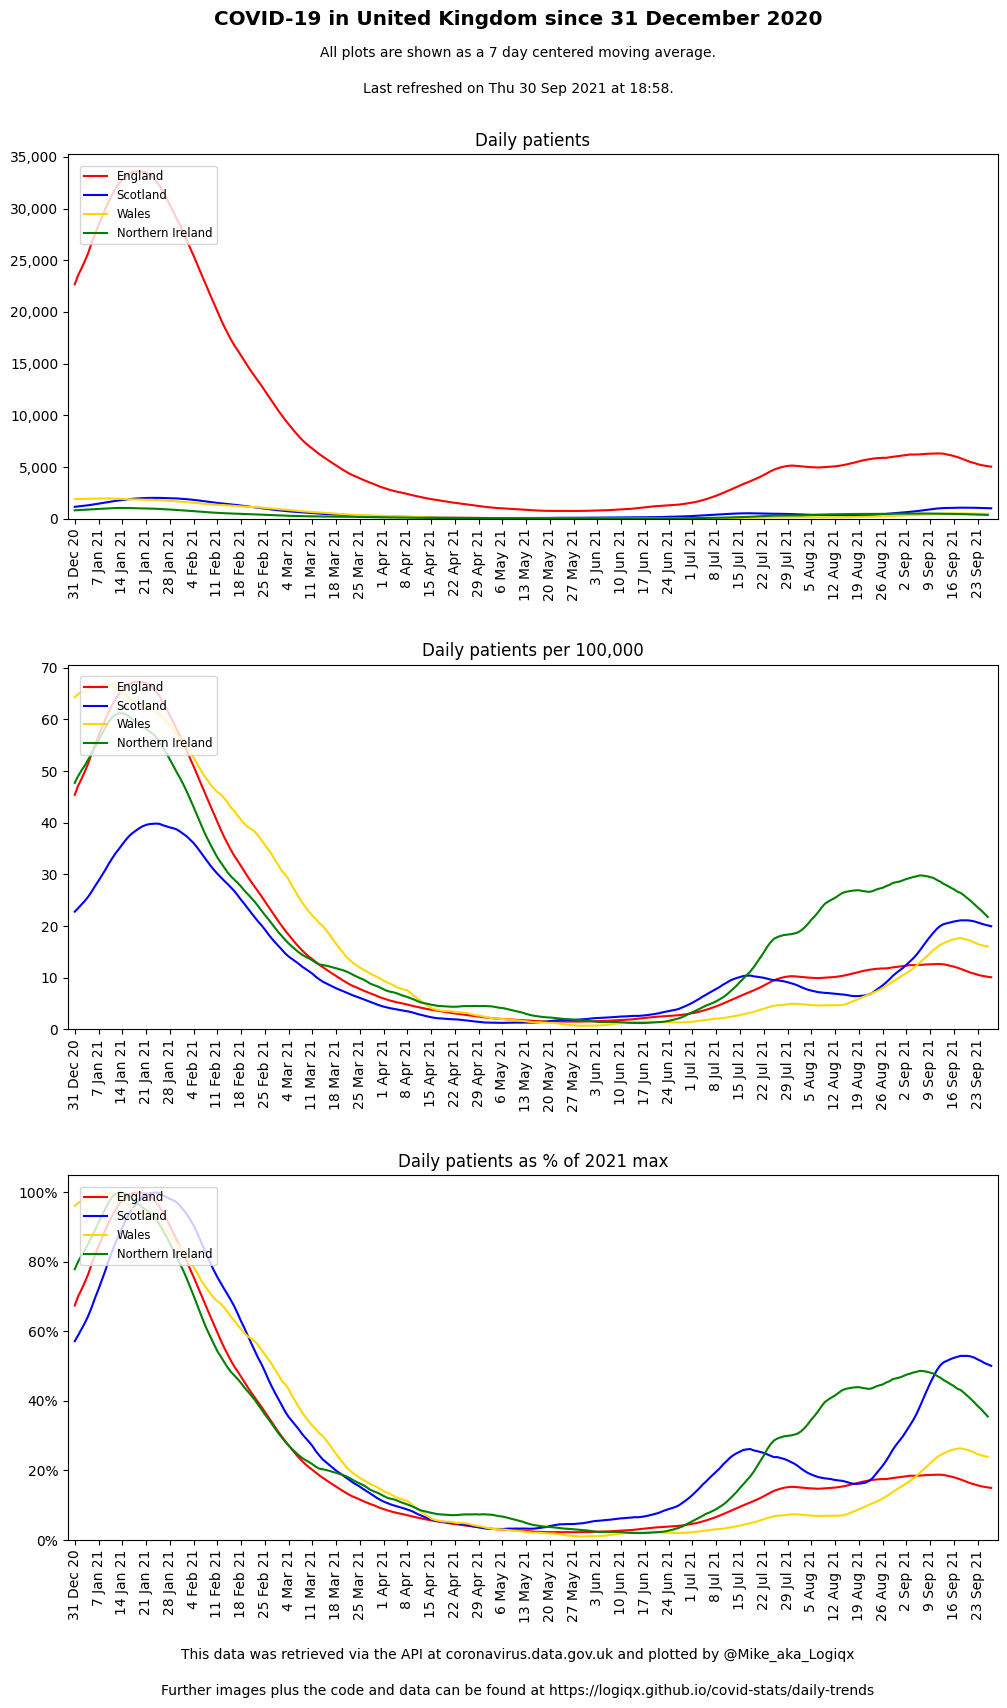 COVID-19 in United Kingdom since 31 December 2020
All plots are shown as a 7 day centered moving average.
Last refreshed on Thu 30 Sep 2021 at 18:58.
Daily patients
35,000
30,000
25,000
20,000
15,000
10,000
5,000
0
England
Scotland
Wales
Northern Ireland
31 Dec 20
7 Jan 21
14 Jan 21
21 Jan 21
28 Jan 21
4 Feb 21
11 Feb 21
18 Feb 21
25 Feb 21
4 Mar 21
11 Mar 21
18 Mar 21
25 Mar 21
1 Apr 21
8 Apr 21
15 Apr 21
22 Apr 21
29 Apr 21
6 May 21
13 May 21
20 May 21
27 May 21
3 Jun 21
10 Jun 21
17 Jun 21
24 Jun 21
1 Jul 21
8 Jul 21
15 Jul 21
22 Jul 21
29 Jul 21
5 Aug 21
12 Aug 21
19 Aug 21
26 Aug 21
2 Sep 21
9 Sep 21
16 Sep 21
23 Sep 21
Daily patients per 100,000
70
60
50
40
30
20
10
0
England
Scotland
Wales
Northern Ireland
31 Dec 20
7 Jan 21
14 Jan 21
21 Jan 21
28 Jan 21
4 Feb 21
11 Feb 21
18 Feb 21
25 Feb 21
4 Mar 21
11 Mar 21
18 Mar 21
25 Mar 21
1 Apr 21
8 Apr 21
15 Apr 21
22 Apr 21
29 Apr 21
6 May 21
13 May 21
20 May 21
27 May 21
3 Jun 21
10 Jun 21
17 Jun 21
24 Jun 21
1 Jul 21
8 Jul 21
15 Jul 21
22 Jul 21
29 Jul 21
5 Aug 21
12 Aug 21
19 Aug 21
26 Aug 21
2 Sep 21
9 Sep 21
16 Sep 21
23 Sep 21
Daily patients as % of 2021 max
100%
80%
60%
40%
20%
0%
England
Scotland
Wales
Northern Ireland
31 Dec 20
7 Jan 21
14 Jan 21
21 Jan 21
28 Jan 21
4 Feb 21
11 Feb 21
18 Feb 21
25 Feb 21
4 Mar 21
11 Mar 21
18 Mar 21
25 Mar 21
1 Apr 21
8 Apr 21
15 Apr 21
22 Apr 21
29 Apr 21
6 May 21
13 May 21
20 May 21
27 May 21
3 Jun 21
10 Jun 21
17 Jun 21
24 Jun 21
1 Jul 21
8 Jul 21
15 Jul 21
22 Jul 21
29 Jul 21
5 Aug 21
12 Aug 21
19 Aug 21
26 Aug 21
2 Sep 21
9 Sep 21
16 Sep 21
23 Sep 21
This data was retrieved via the API at coronavirus.data.gov.uk and plotted by @Mike_aka_Logiqx
Further images plus the code and data can be found at https://logiqx.github.io/covid-stats/daily-trends